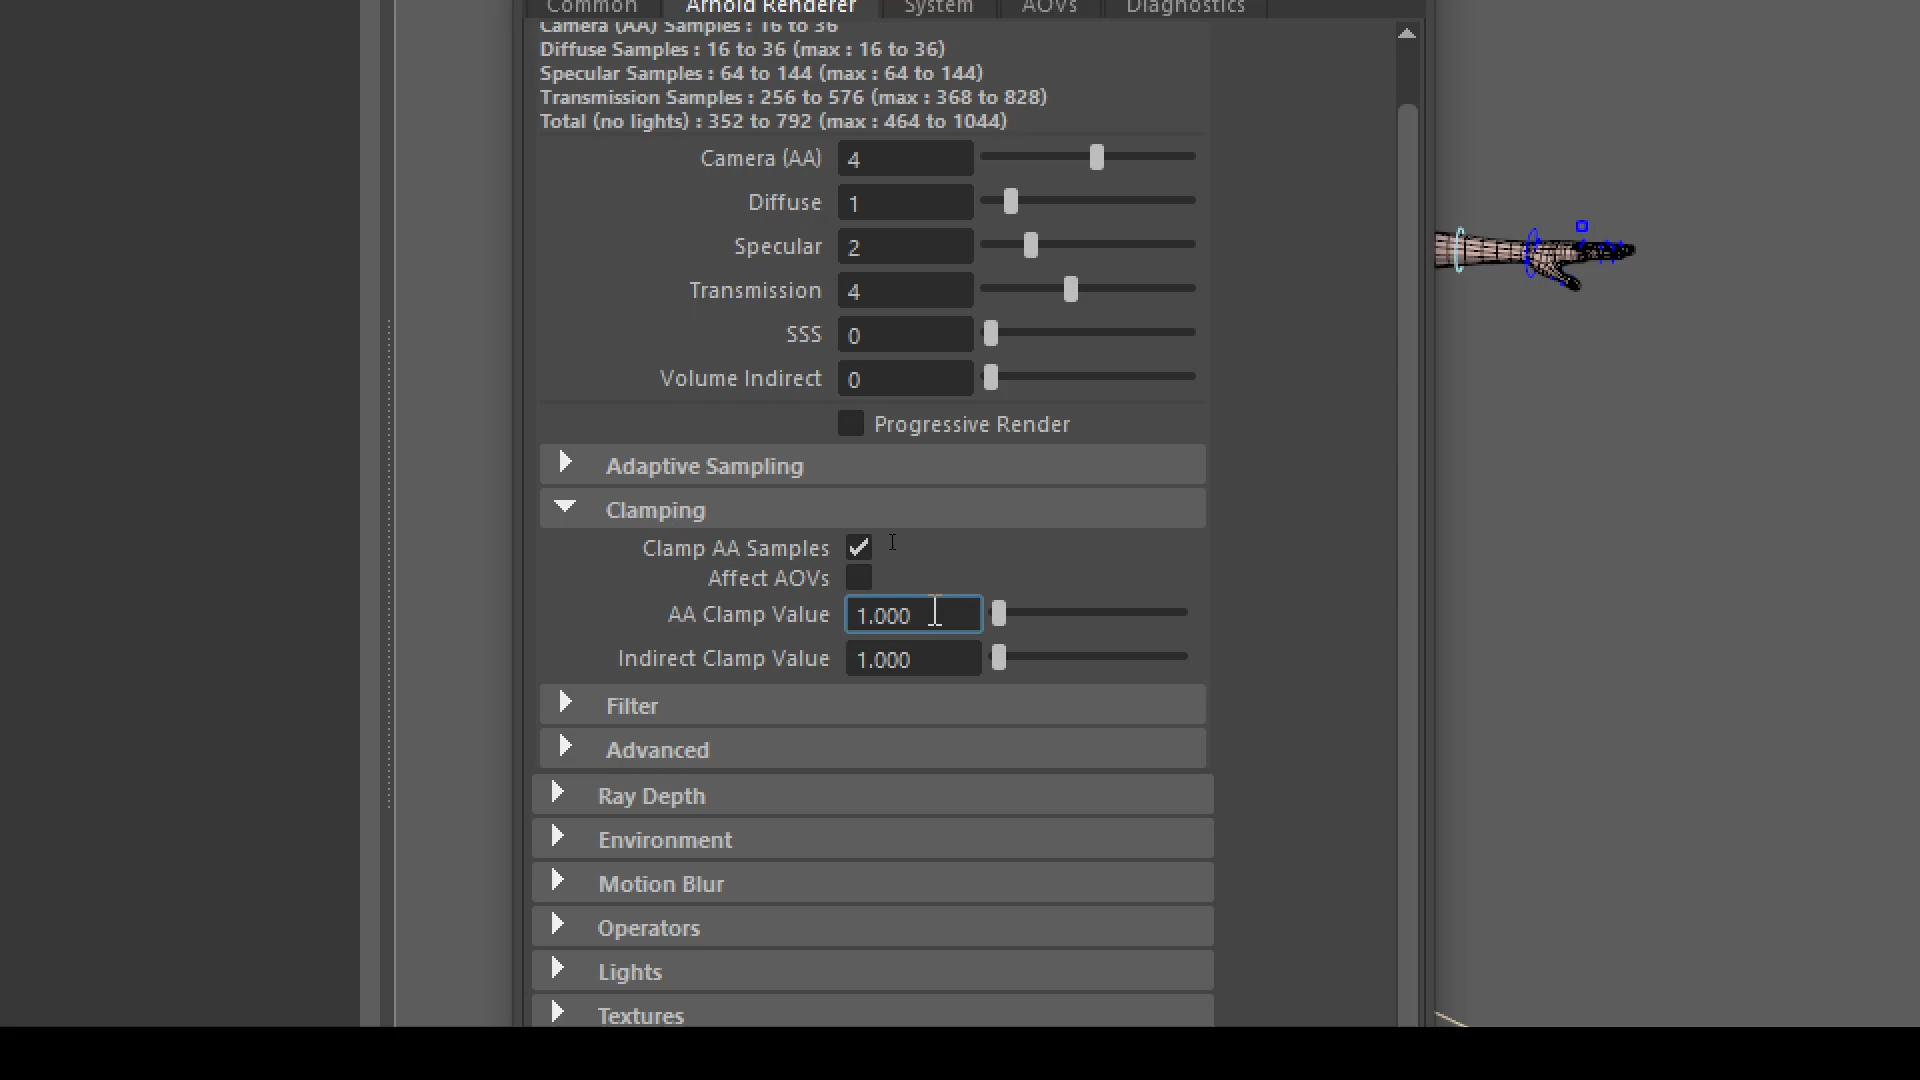 Common Arnold Renderer System AOVs Diagnostics
Camera (AA) Samples : 16 to 36
Diffuse Samples : 16 to 36 (max : 16 to 36)
Specular Samples : 64 to 144 (max : 64 to 144)
Transmission Samples : 256 to 576 (max : 368 to 828)
Total (no lights) : 352 to 792 (max : 464 to 1044)
Camera (AA) 4
Diffuse 1
Specular 2
Transmission 4
SSS 0
Volume Indirect 0
Progressive Render
Adaptive Sampling
Clamping
Clamp AA Samples
Affect AOVs
AA Clamp Value 1.000
Indirect Clamp Value 1.000
Filter
Advanced
Ray Depth
Environment
Motion Blur
Operators
Lights
Textures